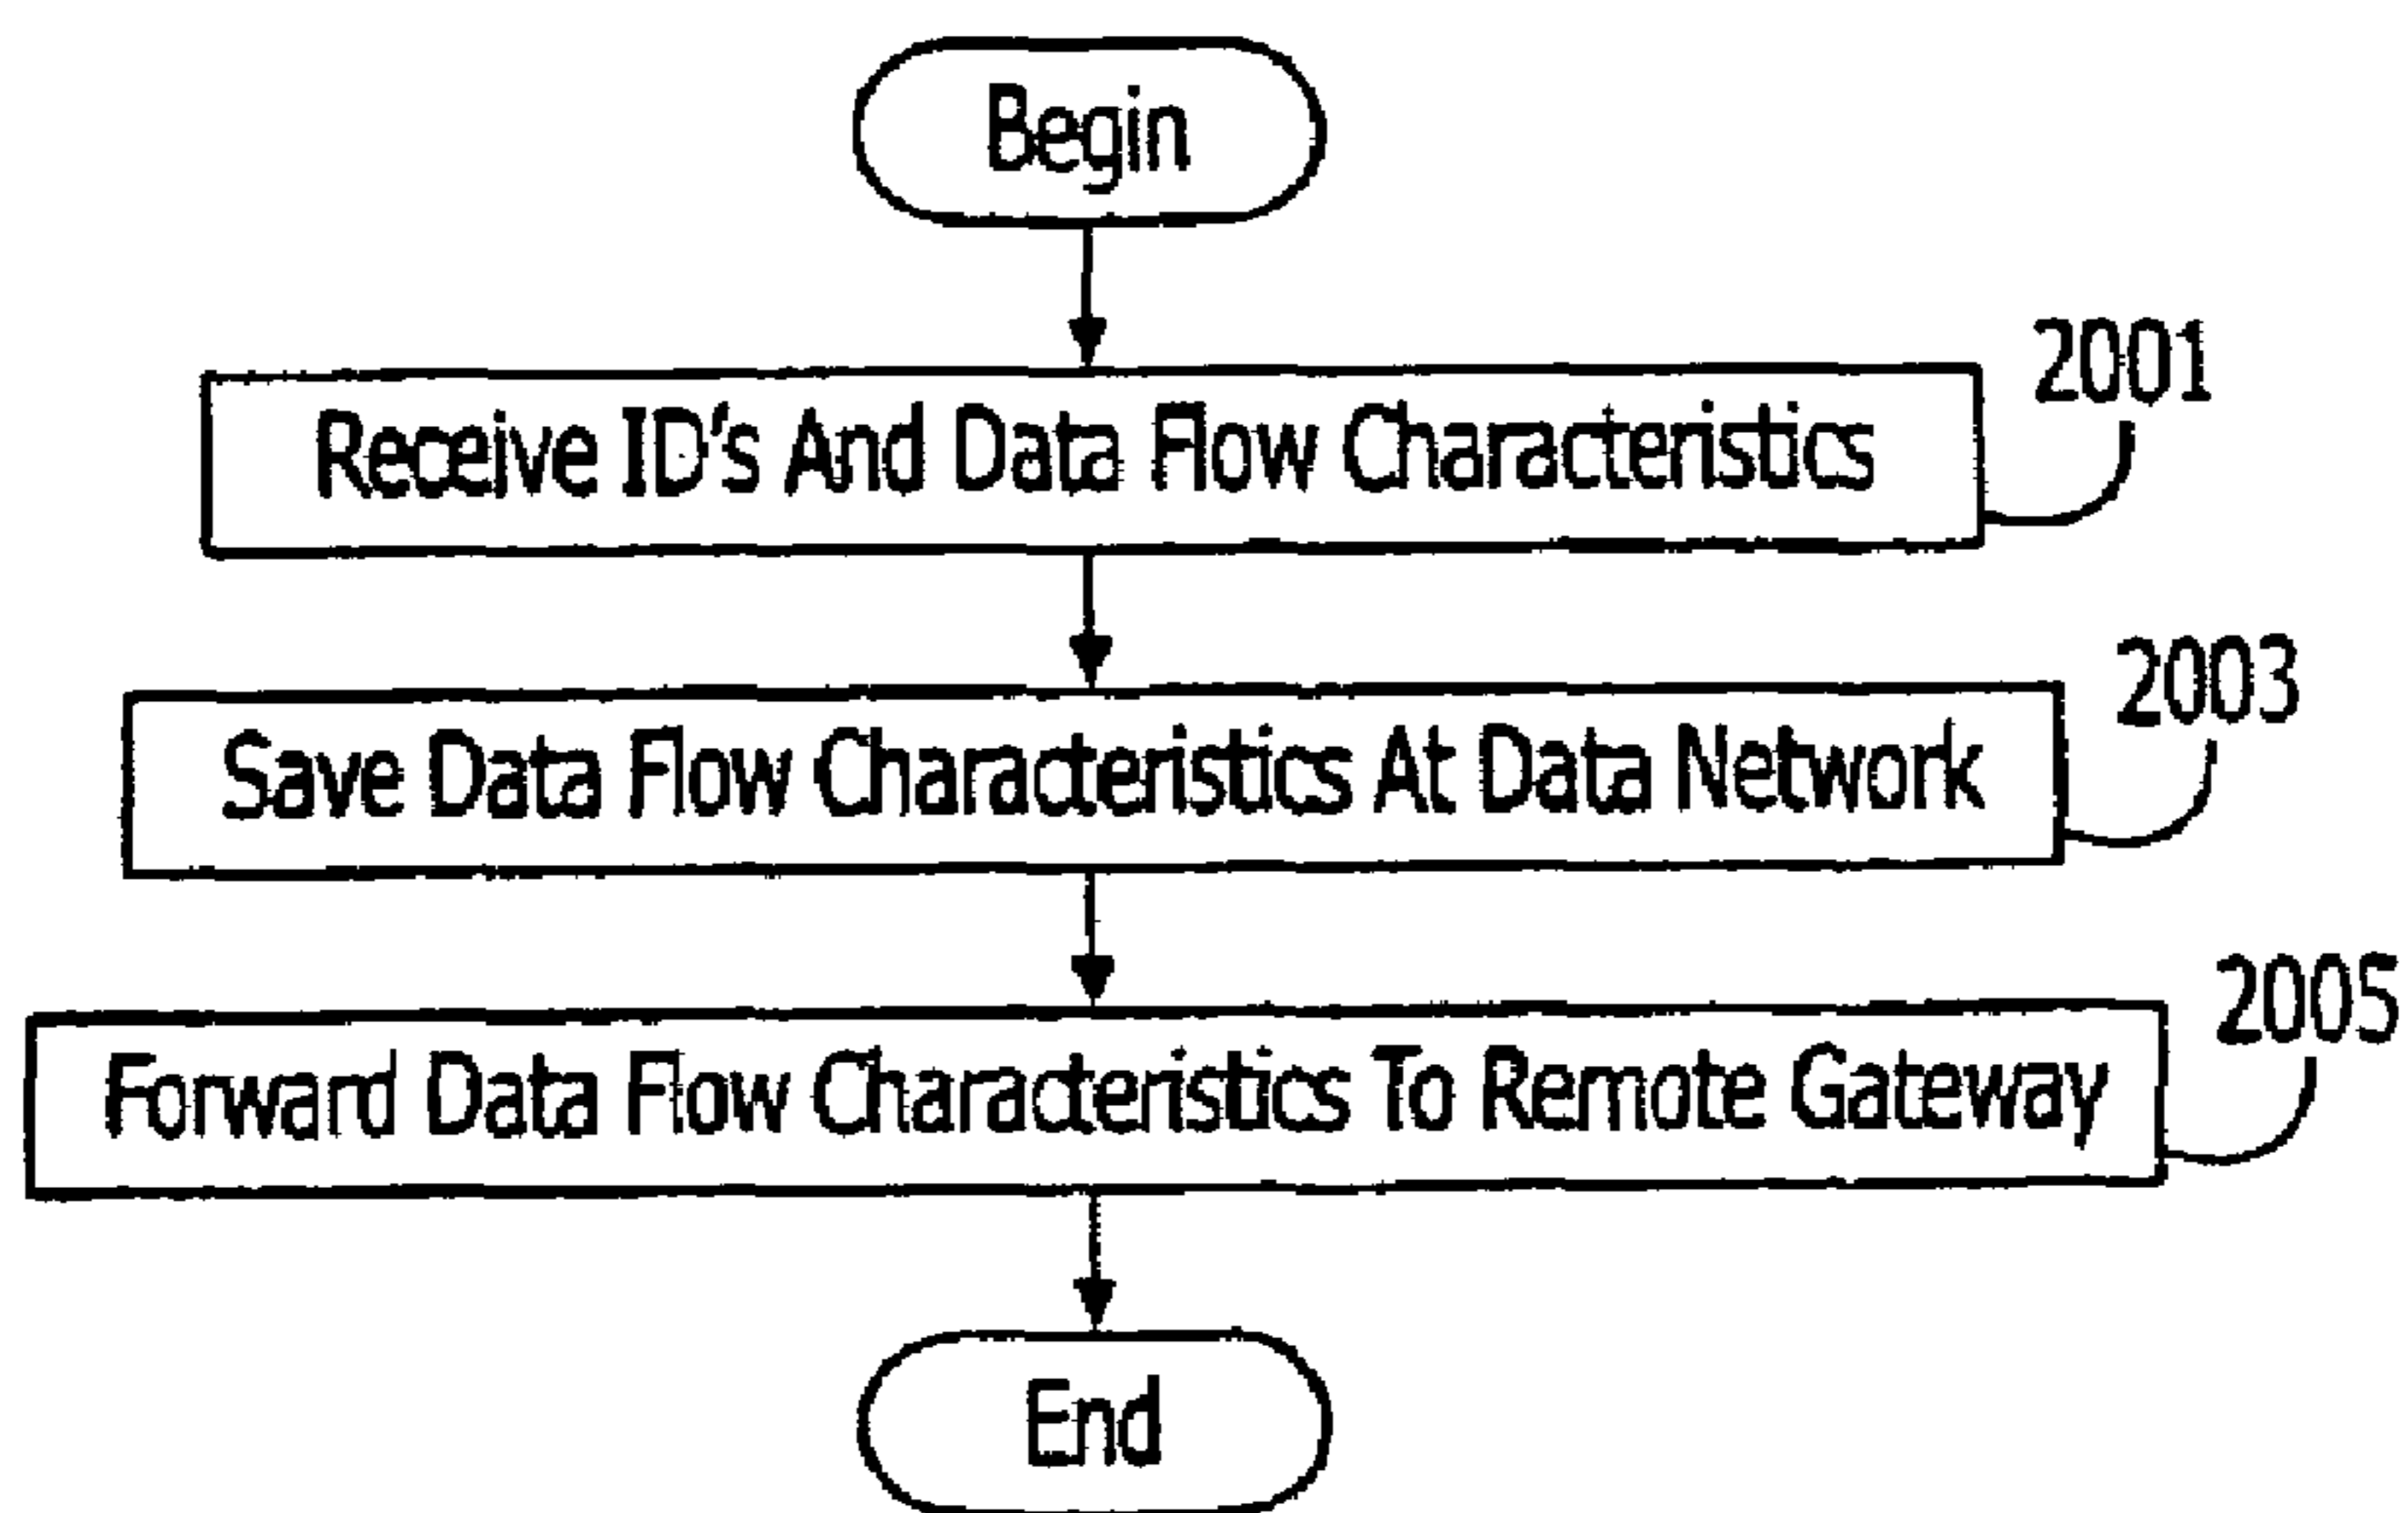 Begin
2001
Receive ID's And Data Flow Characteristics
2003
Save Data Flow Characteristics At Data Network
2005
Forward Data Flow Characteristics To Remote Gateway
End